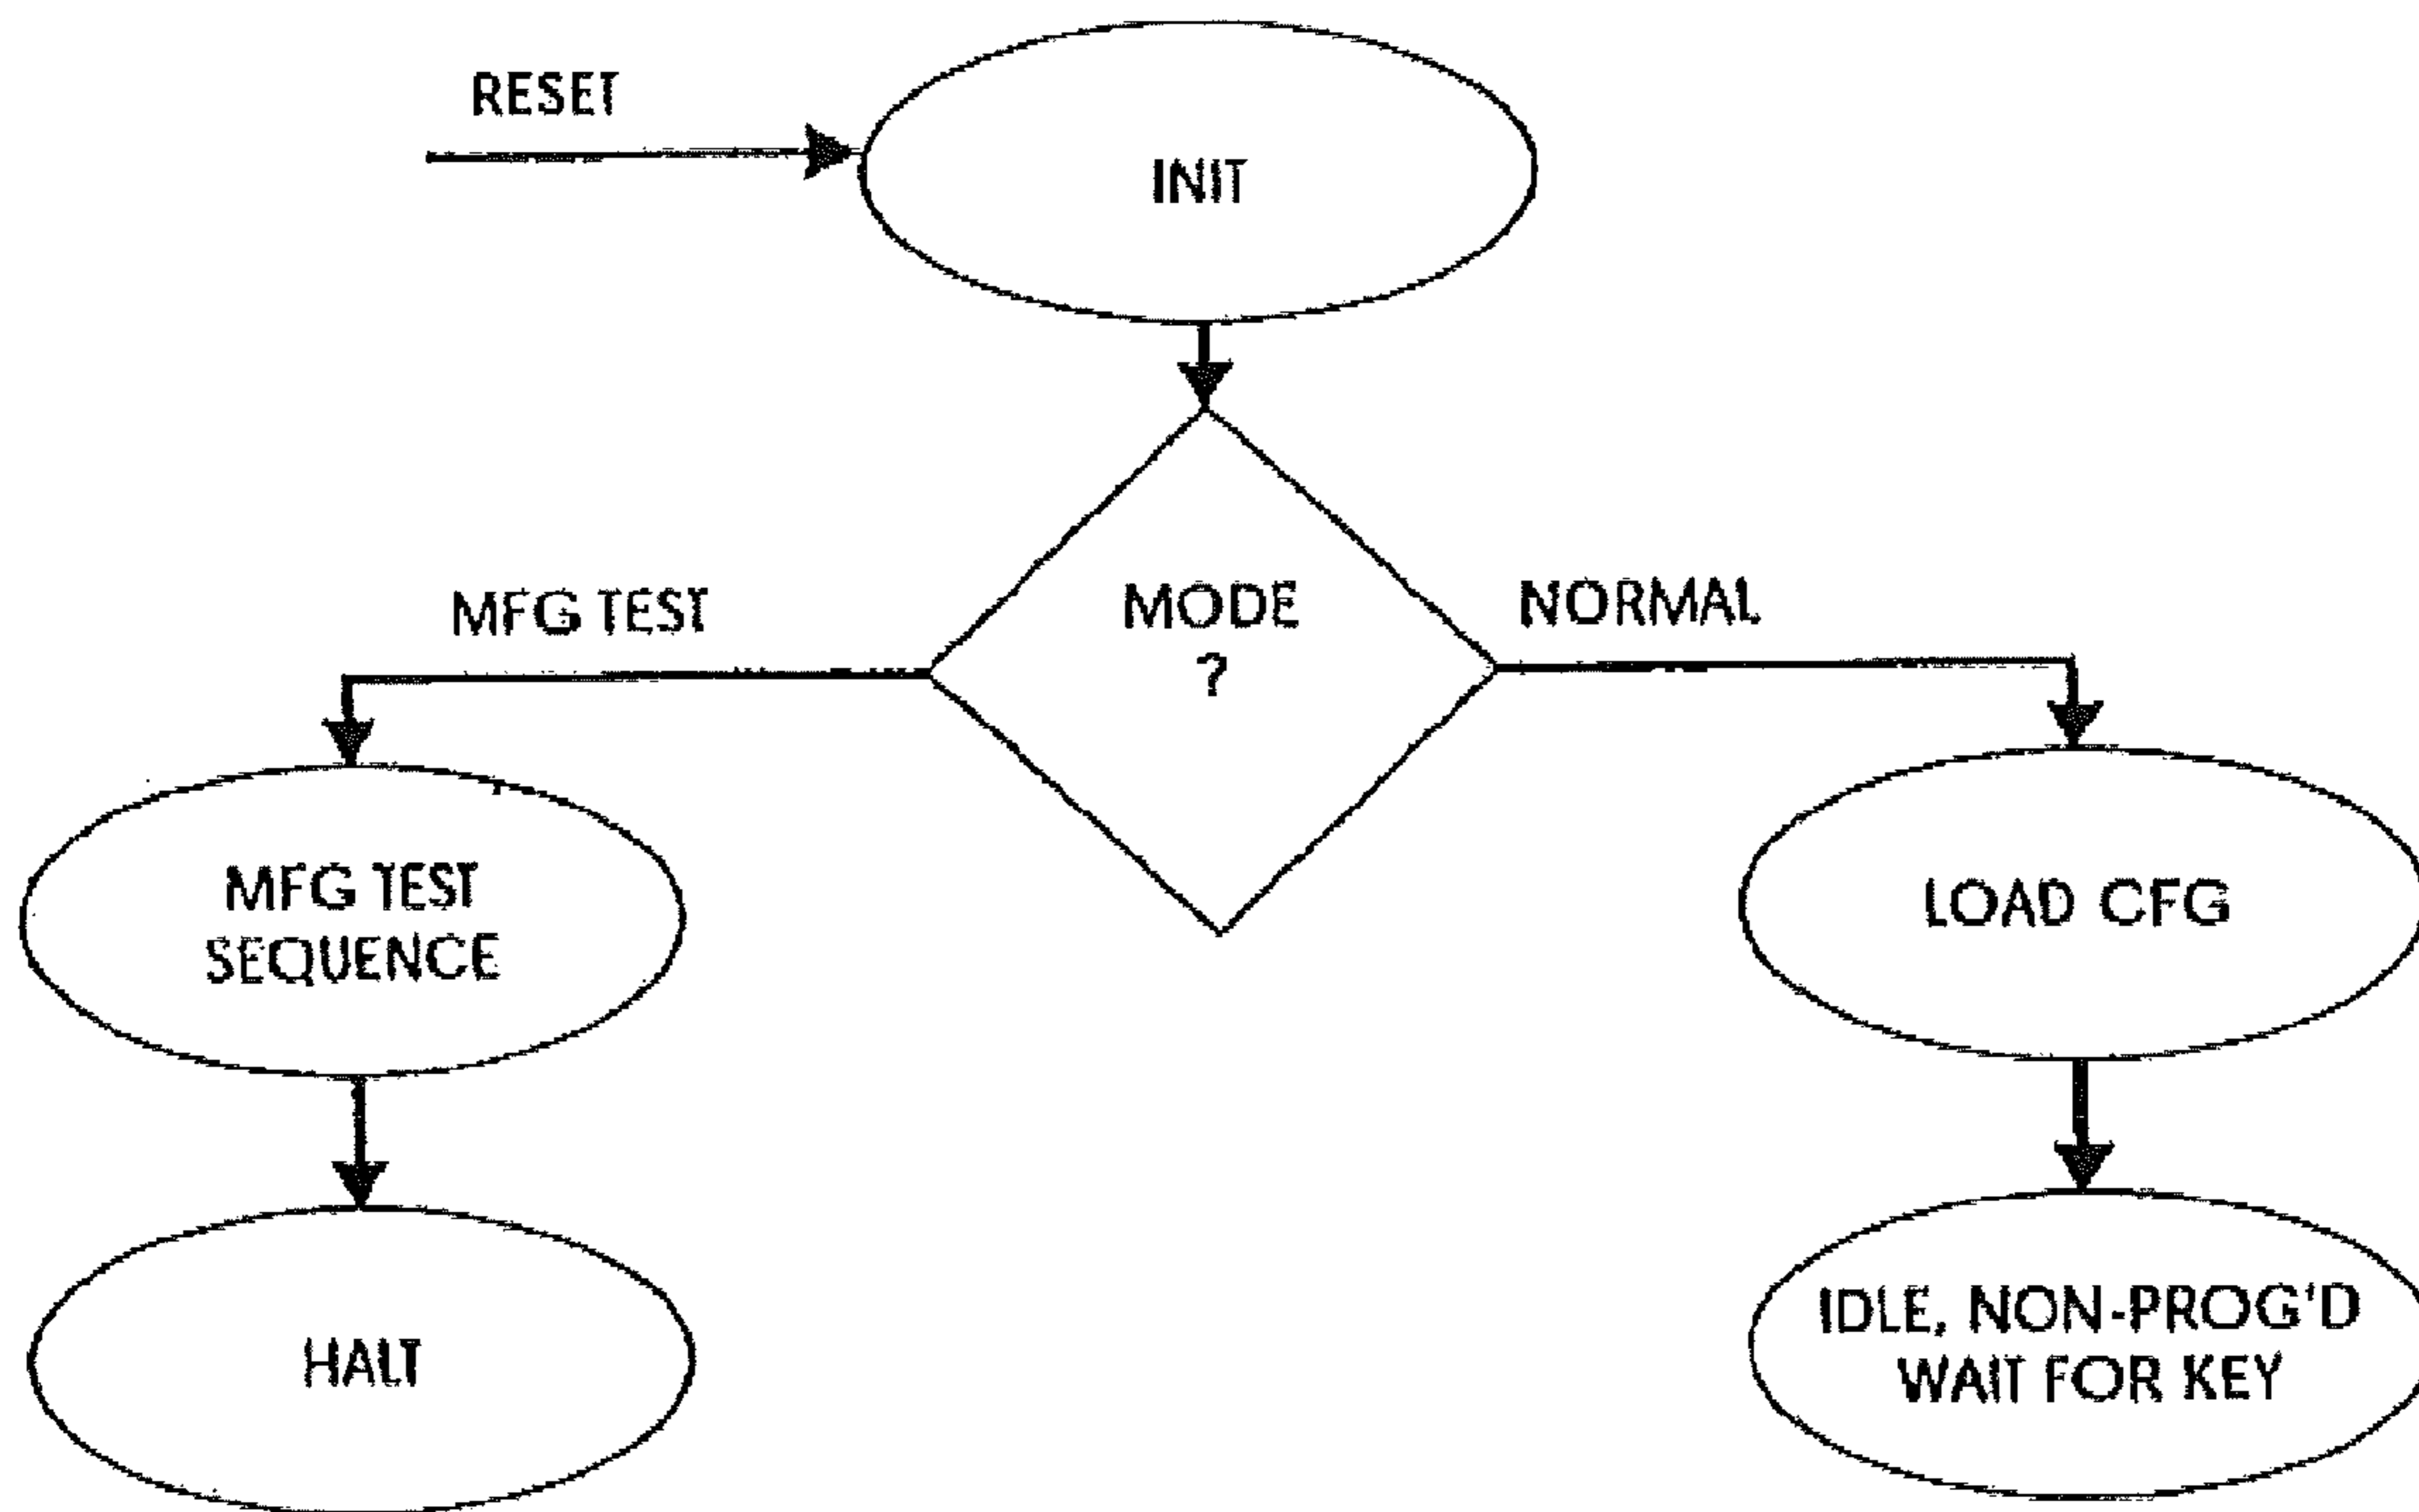 RESET
INIT
MFG TEST
MODE
?
NORMAL
MFG TEST
SEQUENCE
LOAD CFG
HALT
IDLE, NON-PROG'D
WAIT FOR KEY